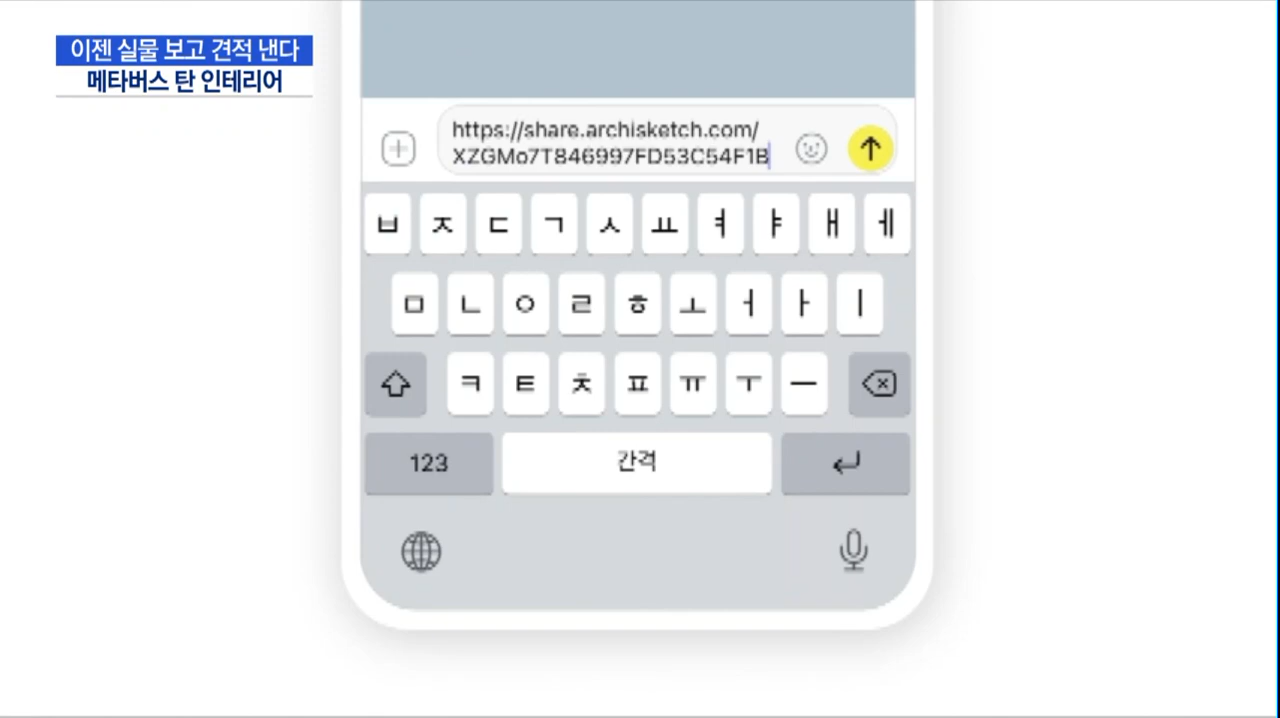 이젠 실물 보고 견적 낸다
메타버스 탄 인테리어
https://share.archisketch.com/
XZGMo7T846997FD53C54F1B
ㅂ ㅈ ㄷ ㄱ ㅅ ㅛ ㅕ ㅑ ㅐ ㅔ
ㅁ ㄴ ㅇ ㄹ ㅎ ㅗ ㅓ ㅏ ㅣ
ㅋ ㅌ ㅊ ㅍ ㅠ ㅜ ㅡ
123 간격